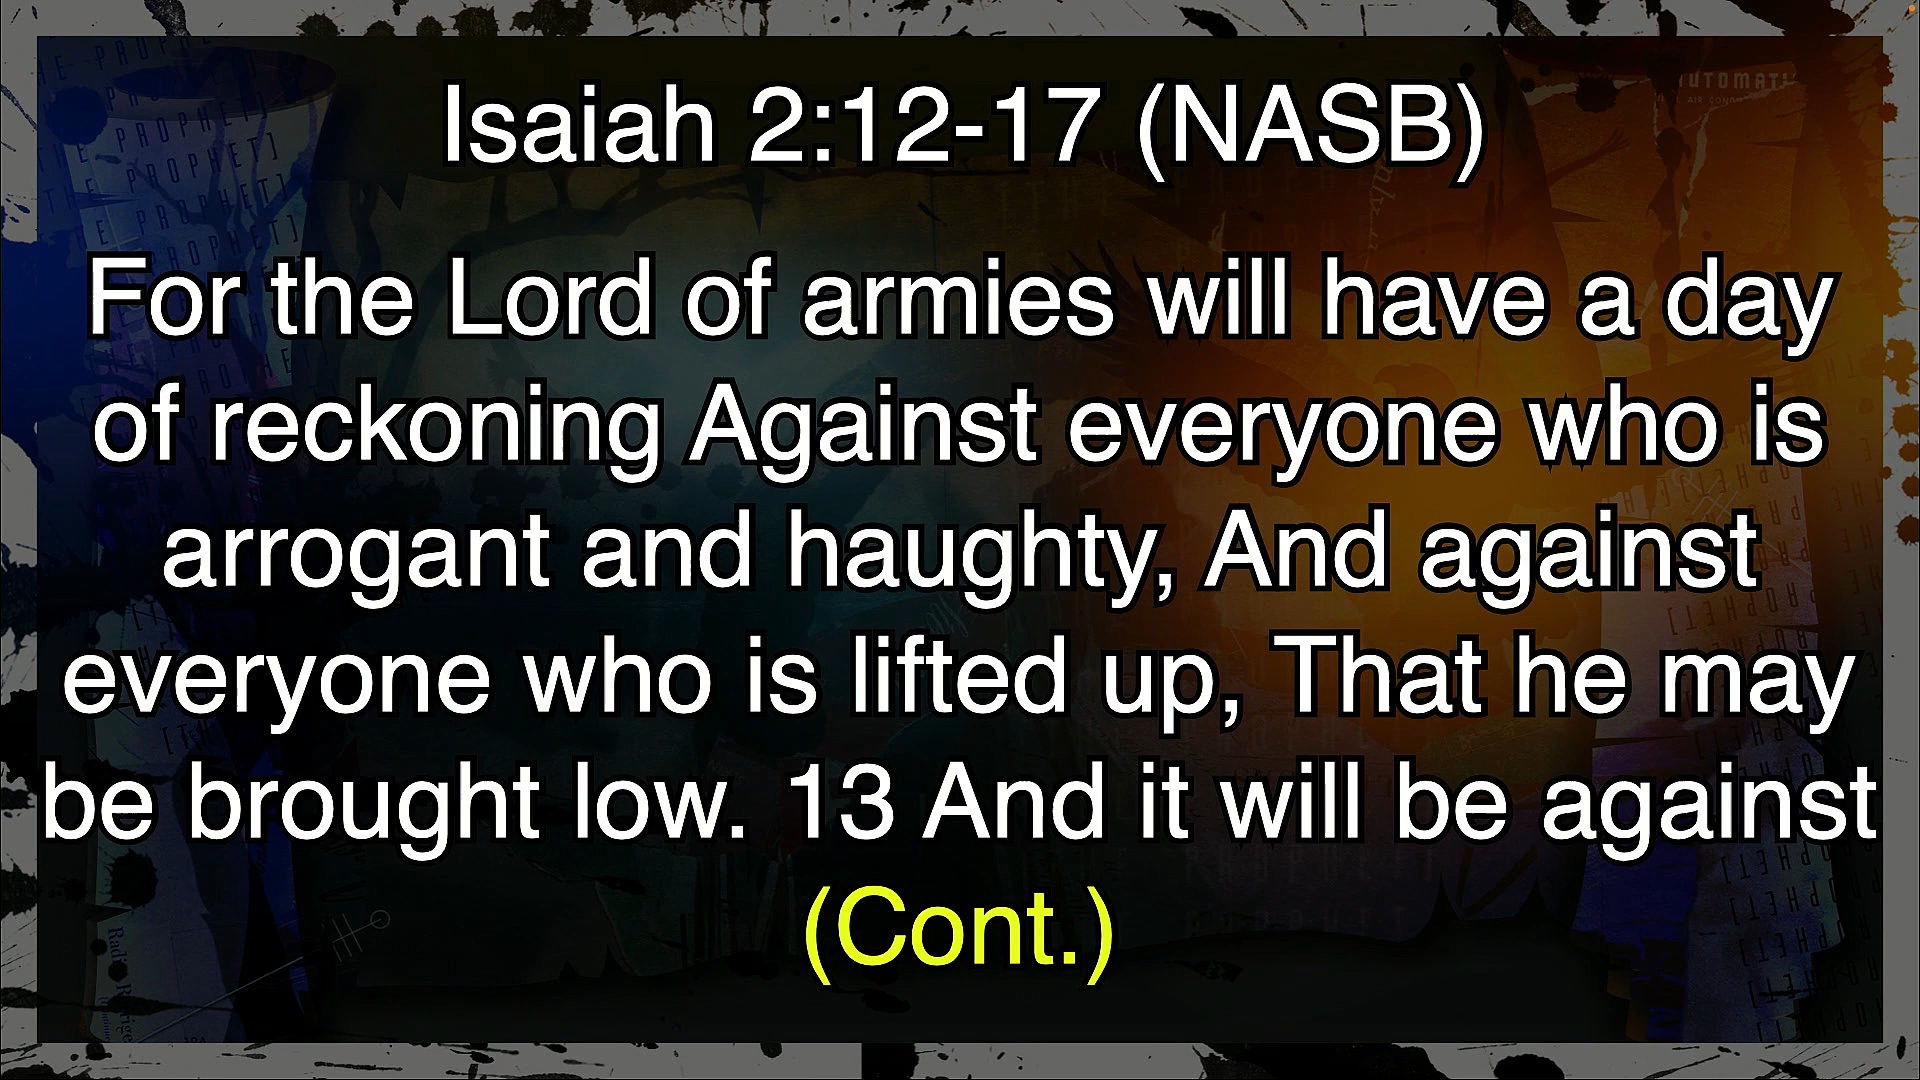 Isaiah 2:12-17 (NASB)
For the Lord of armies will have a day
of reckoning Against everyone who is
arrogant and haughty, And against
everyone who is lifted up, That he may
be brought low. 13 And it will be against
(Cont.)